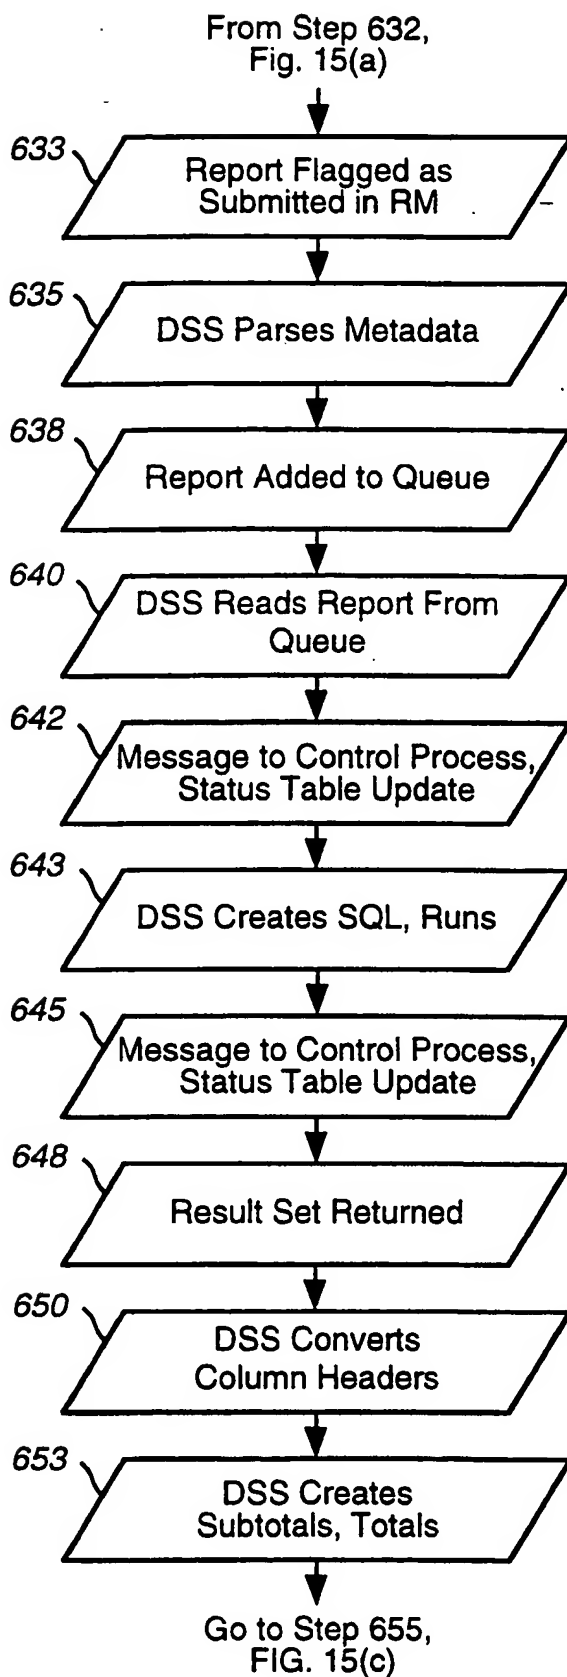 From Step 632,
Fig. 15(a)
633
Report Flagged as
Submitted in RM
635
DSS Parses Metadata
638
Report Added to Queue
640
DSS Reads Report From
Queue
642
Message to Control Process,
Status Table Update
643
DSS Creates SQL, Runs
645
Message to Control Process,
Status Table Update
648
Result Set Returned
650
DSS Converts
Column Headers
653
DSS Creates
Subtotals, Totals
Go to Step 655,
FIG. 15(c)